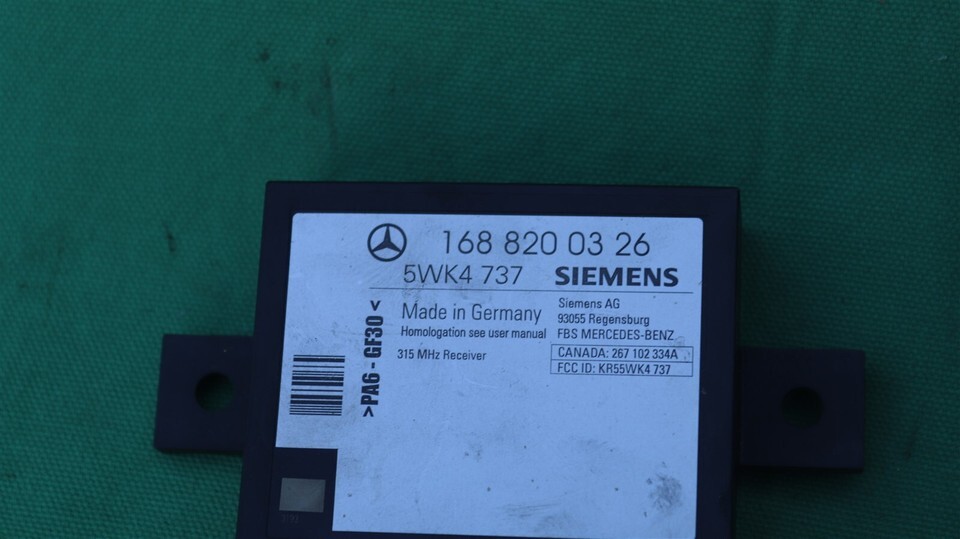 168 820 03 26
5WK4 737 SIEMENS
Made in Germany
Homologation see user manual
315 MHz Receiver
Siemens AG
93055 Regensburg
FBS MERCEDES-BENZ
CANADA: 267 102 334A
FCC ID: KR55WK4 737
>PA6 - GF30<